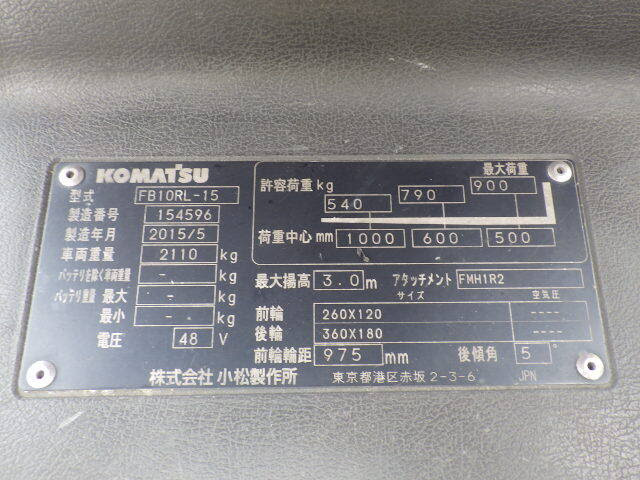 KOMATSU
型式 FB10RL-15
製造番号 154596
製造年月 2015/5
車両重量 2110 kg
バッテリを除く車両重量 - kg
バッテリ重量 最大 - kg
最小 - kg
電圧 48 V
最大荷重
許容荷重 kg 540 790 900
荷重中心 mm 1000 600 500
最大揚高 3.0 m アタッチメント FMH1R2
サイズ 空気圧
前輪 260X120 ----
後輪 360X180 ----
前輪輪距 975 mm 後傾角 5 °
株式会社 小松製作所 東京都港区赤坂 2-3-6 JPN